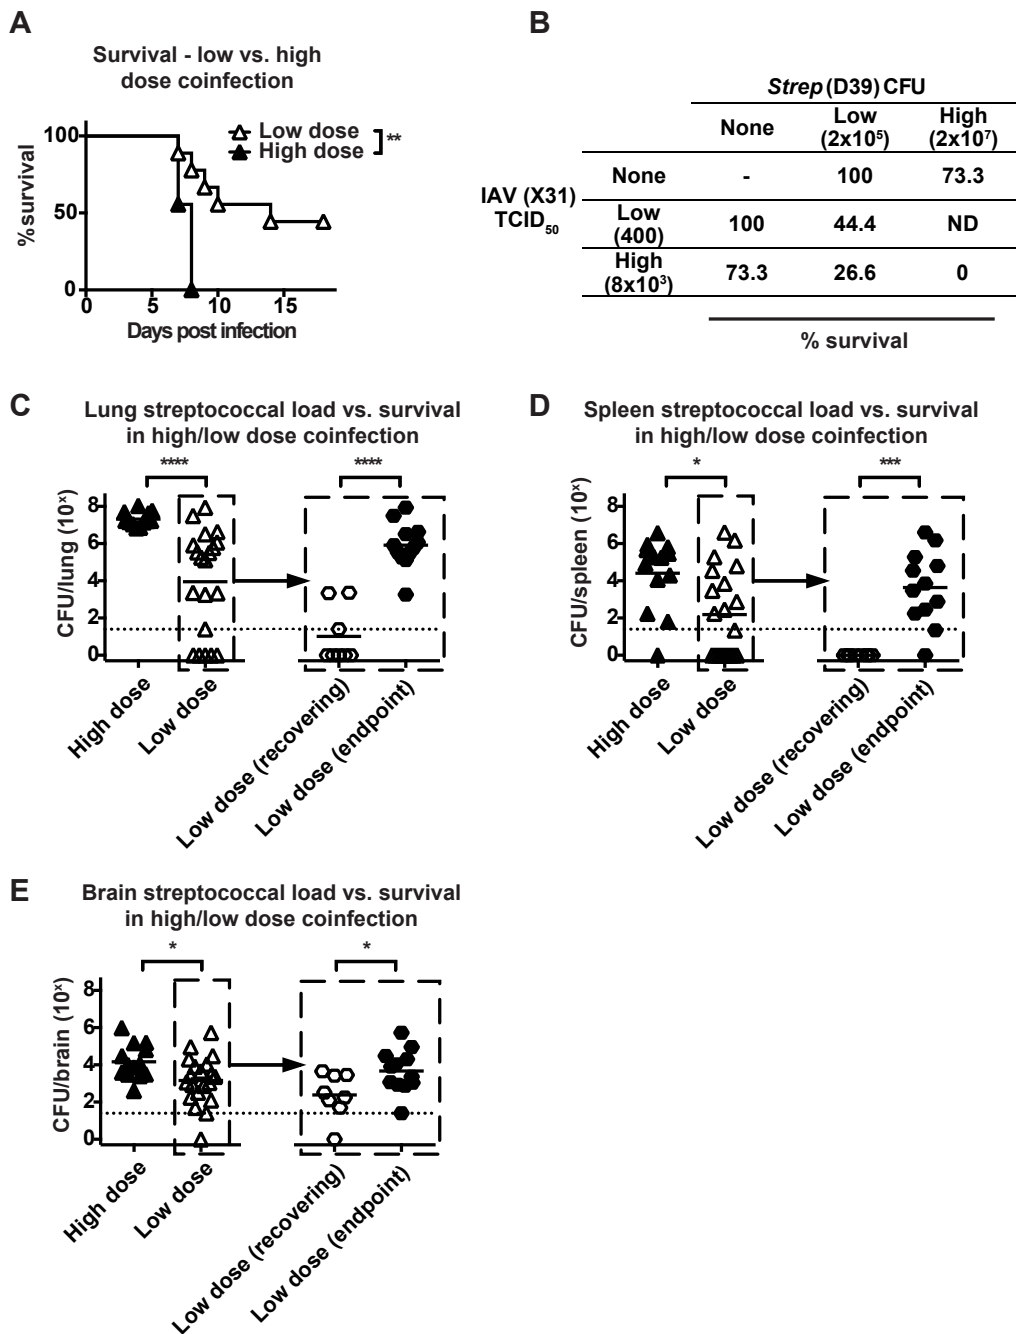 A
Survival - low vs. high
dose coinfection
%survival
100
50
0
0 5 10 15
Days post infection
Low dose
High dose
**
B
Strep (D39) CFU
None Low (2x10⁵) High (2x10⁷)
IAV (X31)
TCID₅₀
None - 100 73.3
Low (400) 100 44.4 ND
High (8x10³) 73.3 26.6 0
% survival
C
Lung streptococcal load vs. survival
in high/low dose coinfection
**** ****
CFU/lung (10ˣ)
8
6
4
2
0
High dose
Low dose
Low dose (recovering)
Low dose (endpoint)
D
Spleen streptococcal load vs. survival
in high/low dose coinfection
* ***
CFU/spleen (10ˣ)
8
6
4
2
0
High dose
Low dose
Low dose (recovering)
Low dose (endpoint)
E
Brain streptococcal load vs. survival
in high/low dose coinfection
* *
CFU/brain (10ˣ)
8
6
4
2
0
High dose
Low dose
Low dose (recovering)
Low dose (endpoint)